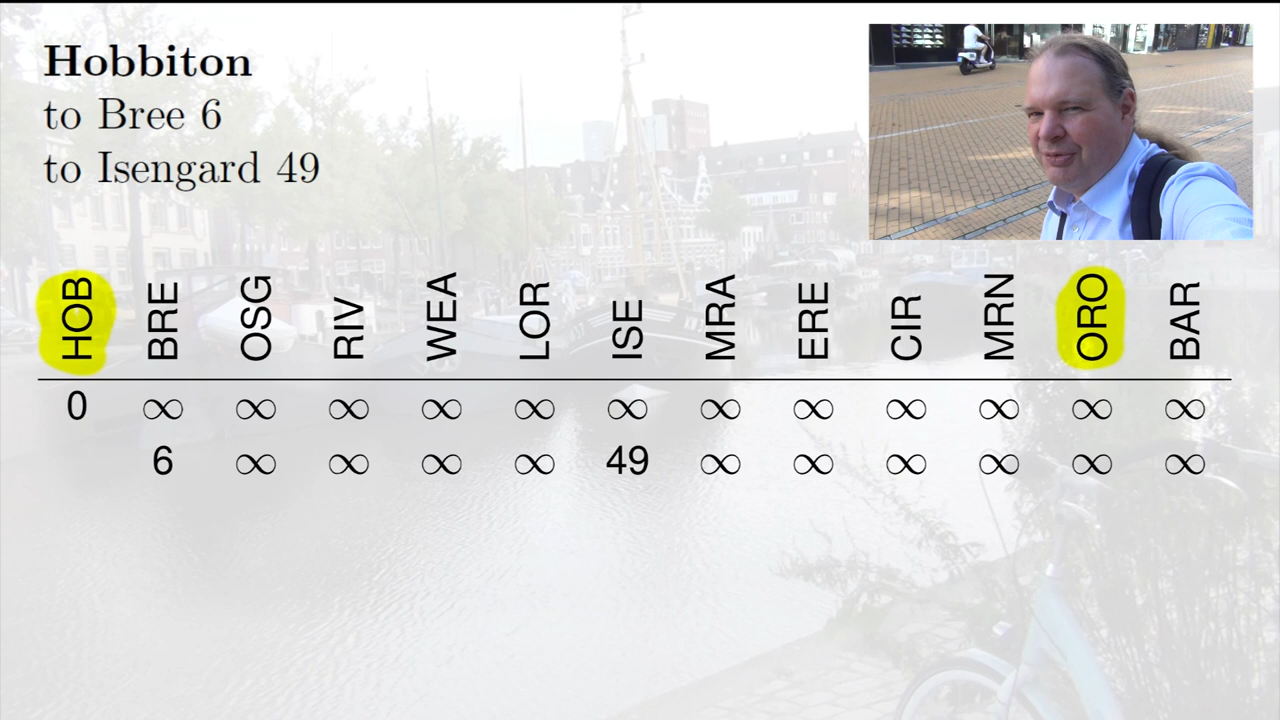 Hobbiton
to Bree 6
to Isengard 49
HOB BRE OSG RIV WEA LOR ISE MRA ERE CIR MRN ORO BAR
0 ∞ ∞ ∞ ∞ ∞ ∞ ∞ ∞ ∞ ∞ ∞ ∞
6 ∞ ∞ ∞ ∞ 49 ∞ ∞ ∞ ∞ ∞ ∞